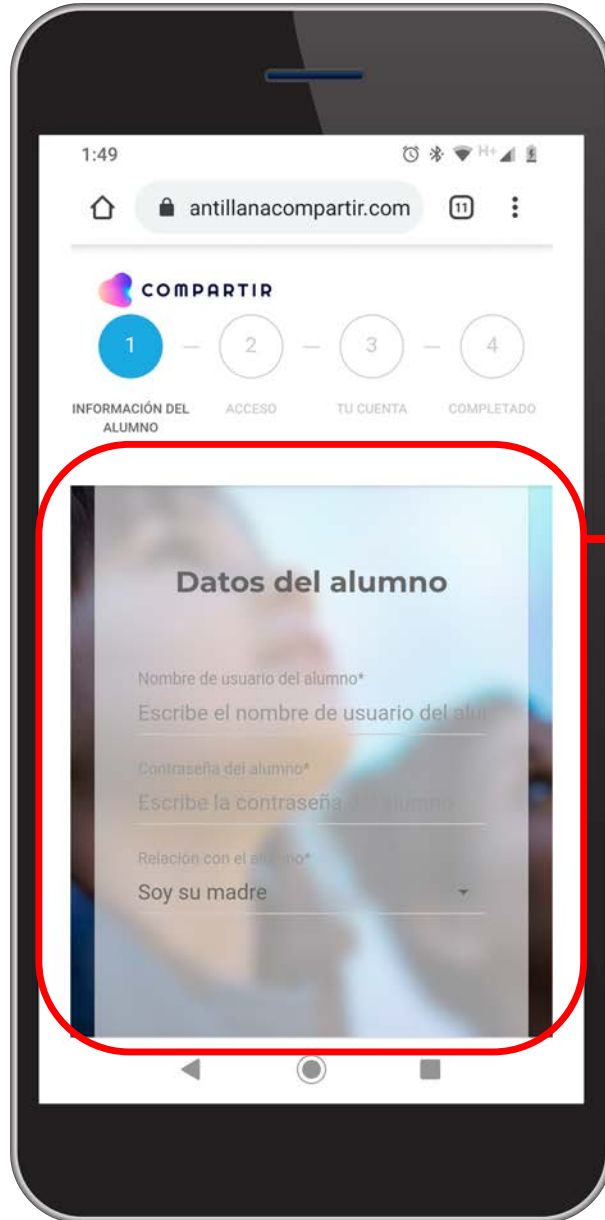 1:49
H+
antillanacompartir.com
11
COMPARTIR
1
2
3
4
INFORMACIÓN DEL ALUMNO
ACCESO
TU CUENTA
COMPLETADO
Datos del alumno
Nombre de usuario del alumno*
Escribe el nombre de usuario del alu
Contraseña del alumno*
Escribe la contraseña del alumno
Relación con el alumno*
Soy su madre